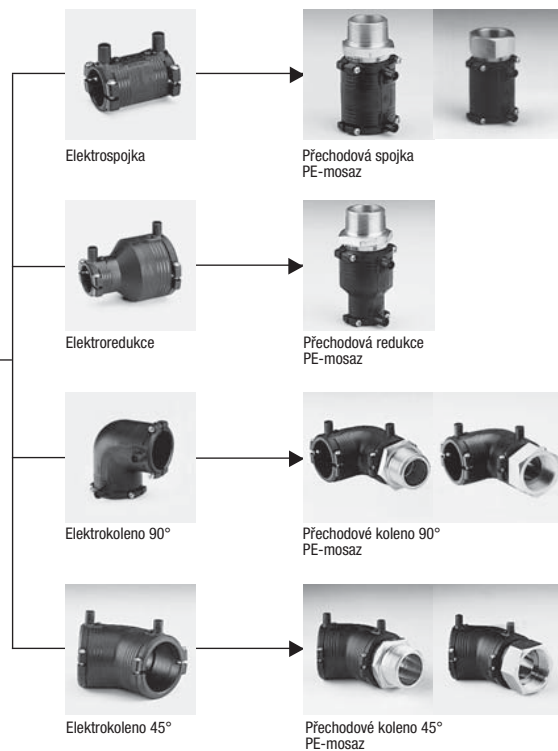 Elektrospojka
Přechodová spojka
PE-mosaz
Elektroredukce
Přechodová redukce
PE-mosaz
Elektrokoleno 90°
Přechodové koleno 90°
PE-mosaz
Elektrokoleno 45°
Přechodové koleno 45°
PE-mosaz